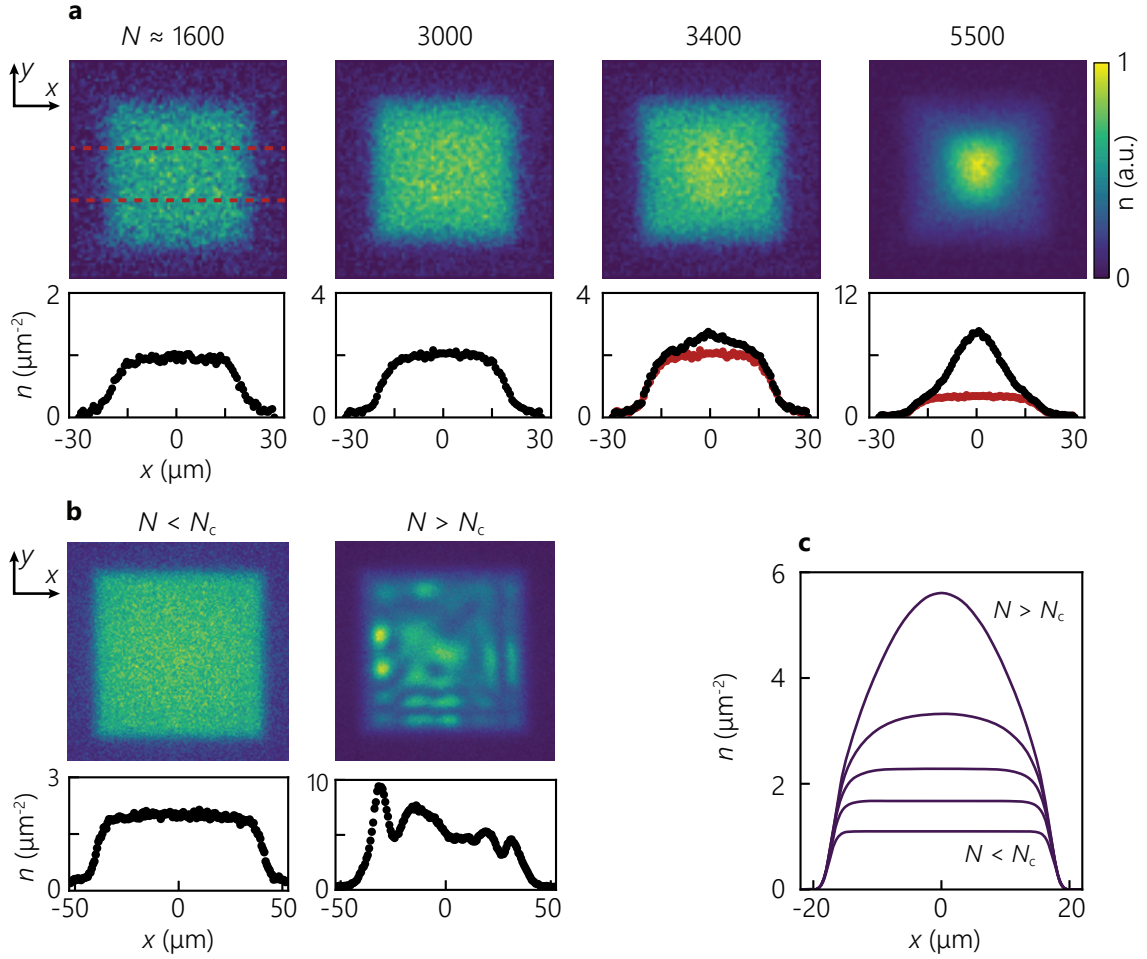 a
N ≈ 1600 3000 3400 5500
y
x
1
n (a.u.)
0
n (μm⁻²)
2
0
4
0
4
0
12
0
-30 0 30 -30 0 30 -30 0 30 -30 0 30
x (μm)
b
N < Nc N > Nc
y
x
n (μm⁻²)
3
0
10
0
-50 0 50 -50 0 50
x (μm)
c
n (μm⁻²)
6
4
2
0
N > Nc
N < Nc
-20 0 20
x (μm)